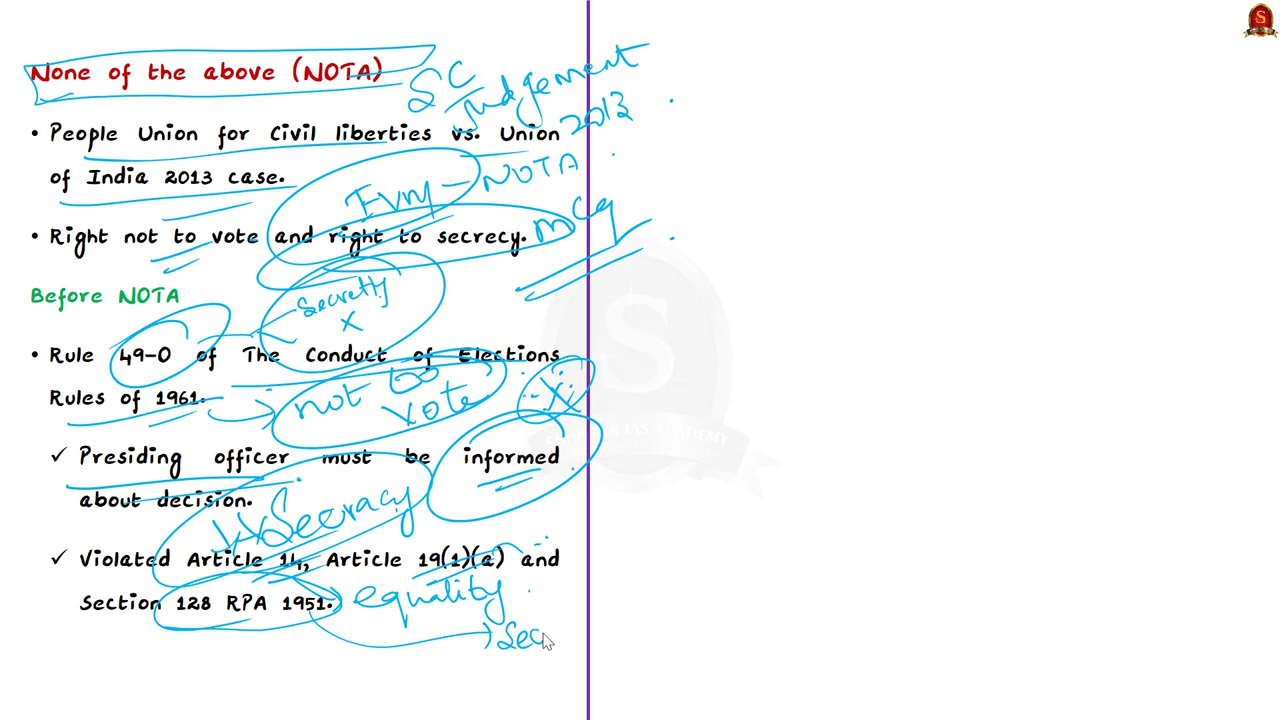 None of the above (NOTA)
SC
Judgement
2013
• People Union for Civil liberties vs. Union
of India 2013 case.
EVM - NOTA
• Right not to vote and right to secrecy.
MCQ
Before NOTA
Secretly
X
• Rule 49-O of The Conduct of Elections
Rules of 1961.
not to
vote
X
✓ Presiding officer must be informed
about decision.
Secracy
✓ Violated Article 14, Article 19(1)(a) and
Section 128 RPA 1951.
equality
Sec
S